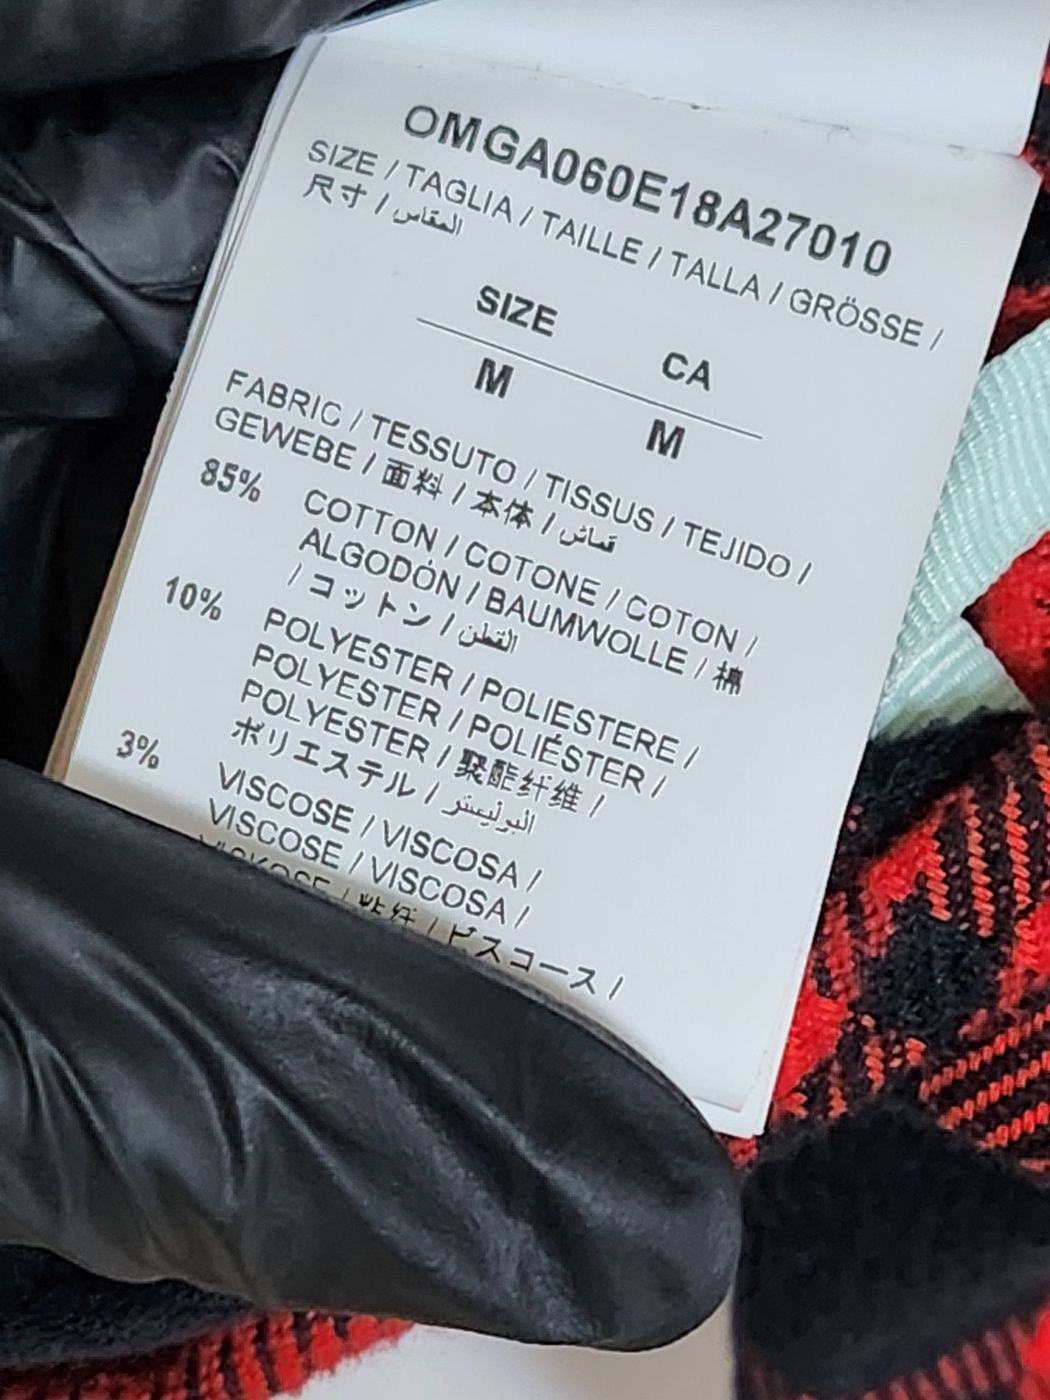 OMGA060E18A27010
SIZE / TAGLIA / TAILLE / TALLA / GRÖSSE /
尺寸 / المقاس
SIZE CA
M M
FABRIC / TESSUTO / TISSUS / TEJIDO /
GEWEBE / 面料 / 本体 / قماش
85% COTTON / COTONE / COTON /
ALGODÓN / BAUMWOLLE / 棉
/ コットン / القطن
10% POLYESTER / POLIESTERE /
POLYESTER / POLIÉSTER /
POLYESTER / 聚酯纤维 /
ポリエステル / البوليستر
3% VISCOSE / VISCOSA /
VISCOSE / VISCOSA /
VISKOSE / 粘纤 / ビスコース /